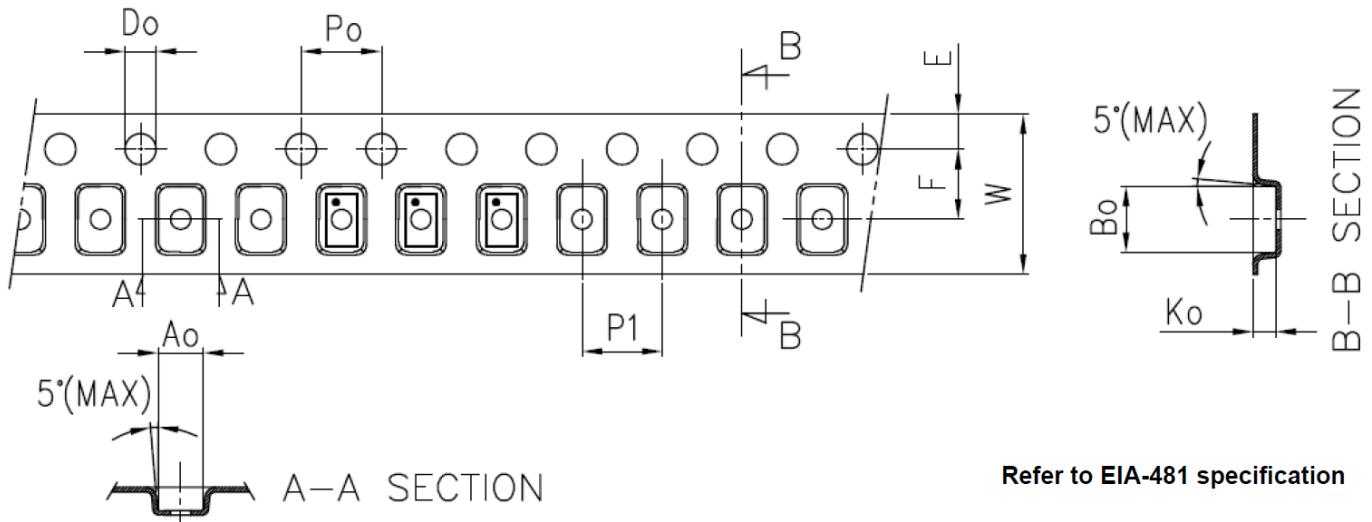 Do
Po
B
E
5°(MAX)
F
W
Bo
B-B SECTION
A
A
P1
B
Ko
Ao
5°(MAX)
A-A SECTION
Refer to EIA-481 specification